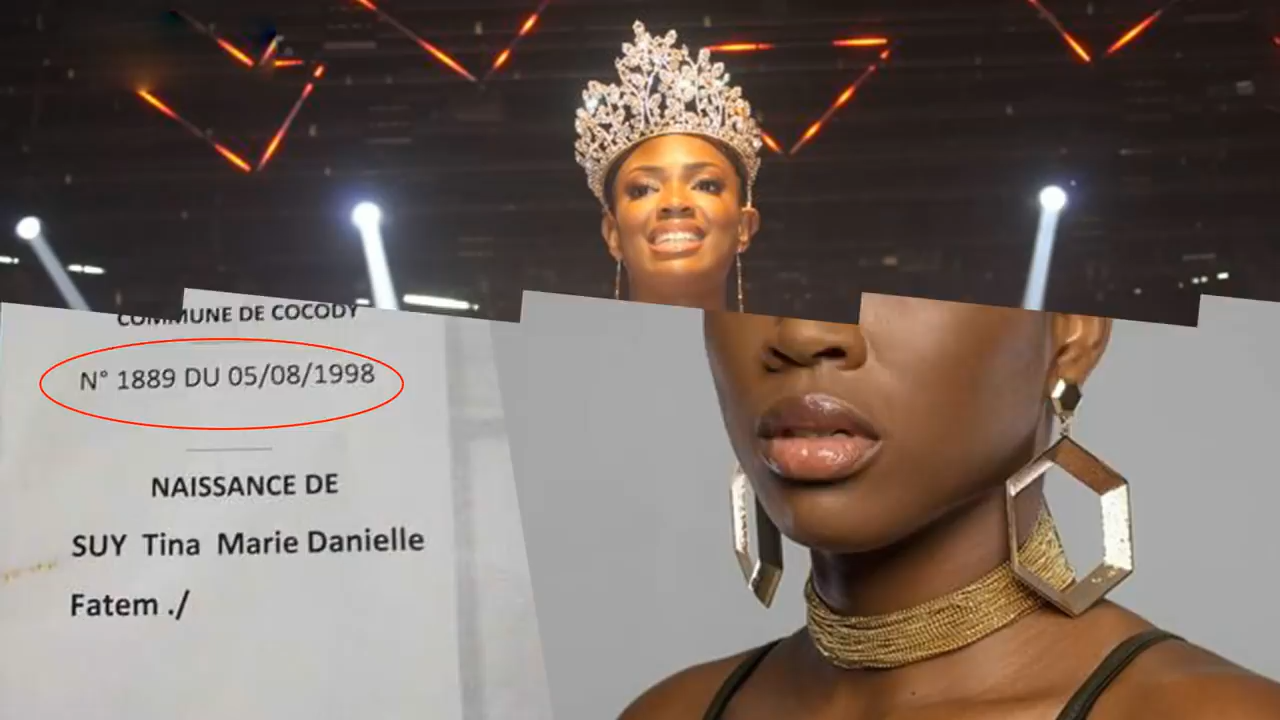 COMMUNE DE COCODY
N° 1889 DU 05/08/1998
NAISSANCE DE
SUY Tina Marie Danielle
Fatem ./